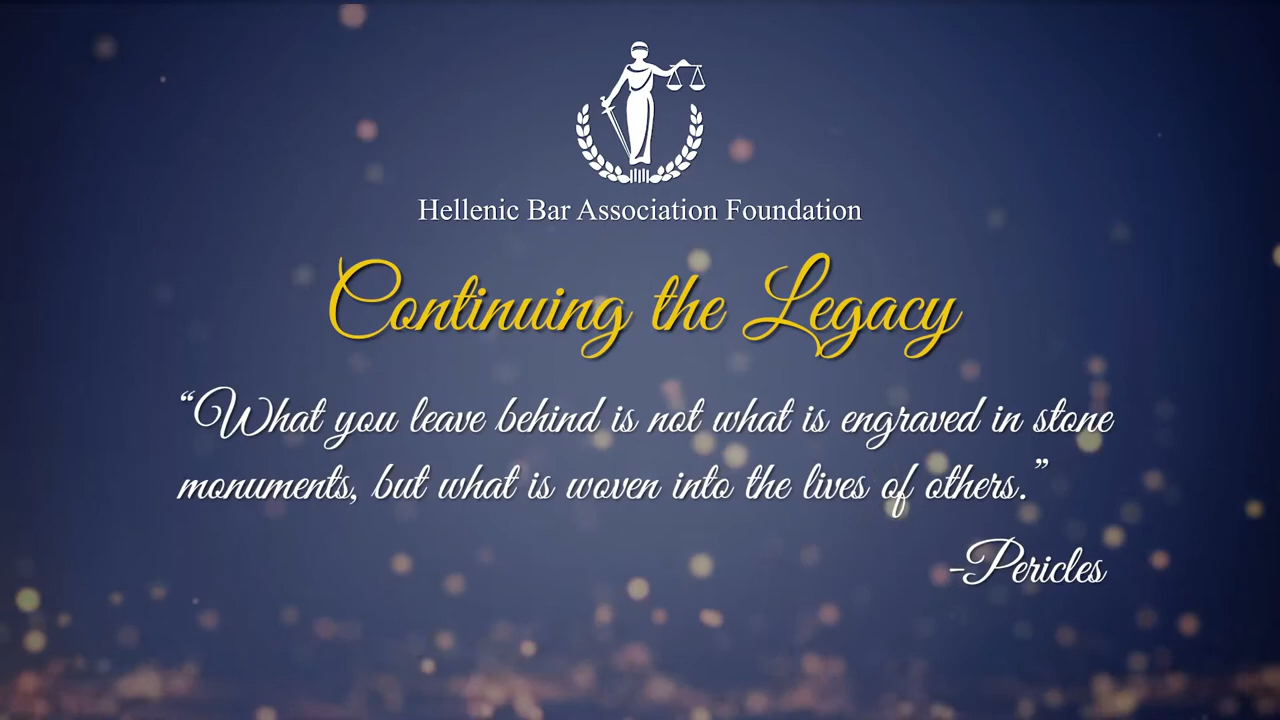 Hellenic Bar Association Foundation
Continuing the Legacy
“What you leave behind is not what is engraved in stone
monuments, but what is woven into the lives of others.”
-Pericles